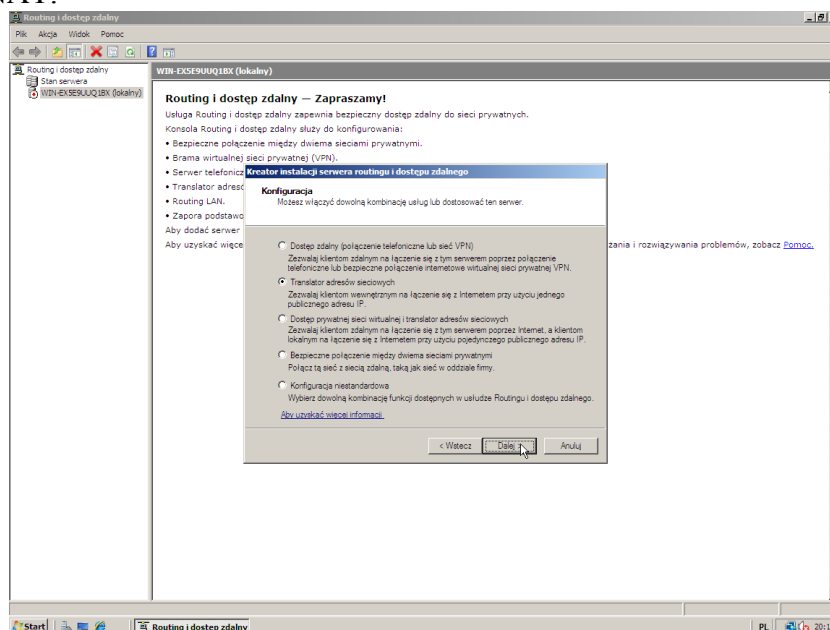 NAT:
Routing i dostęp zdalny
Plik Akcja Widok Pomoc
Routing i dostęp zdalny
Stan serwera
WIN-EX5E9UUQ1BX (lokalny)
WIN-EX5E9UUQ1BX (lokalny)
Routing i dostęp zdalny — Zapraszamy!
Usługa Routing i dostęp zdalny zapewnia bezpieczny dostęp zdalny do sieci prywatnych.
Konsola Routing i dostęp zdalny służy do konfigurowania:
• Bezpieczne połączenie między dwiema sieciami prywatnymi.
• Brama wirtualnej sieci prywatnej (VPN).
• Serwer telefonicz
• Translator adresó
• Routing LAN.
• Zapora podstawo
Aby dodać serwer
Aby uzyskać więce
żania i rozwiązywania problemów, zobacz Pomoc.
Kreator instalacji serwera routingu i dostępu zdalnego
Konfiguracja
Możesz włączyć dowolną kombinację usług lub dostosować ten serwer.
Dostęp zdalny (połączenie telefoniczne lub sieć VPN)
Zezwalaj klientom zdalnym na łączenie się z tym serwerem poprzez połączenie
telefoniczne lub bezpieczne połączenie internetowe wirtualnej sieci prywatnej VPN.
Translator adresów sieciowych
Zezwalaj klientom wewnętrznym na łączenie się z Internetem przy użyciu jednego
publicznego adresu IP.
Dostęp prywatnej sieci wirtualnej i translator adresów sieciowych
Zezwalaj klientom zdalnym na łączenie się z tym serwerem poprzez Internet, a klientom
lokalnym na łączenie się z Internetem przy użyciu pojedynczego publicznego adresu IP.
Bezpieczne połączenie między dwiema sieciami prywatnymi
Połącz tą sieć z siecią zdalną, taką jak sieć w oddziale firmy.
Konfiguracja niestandardowa
Wybierz dowolną kombinację funkcji dostępnych w usłudze Routingu i dostępu zdalnego.
Aby uzyskać więcej informacji
< Wstecz Dalej > Anuluj
Start Routing i dostęp zdalny PL 20:1